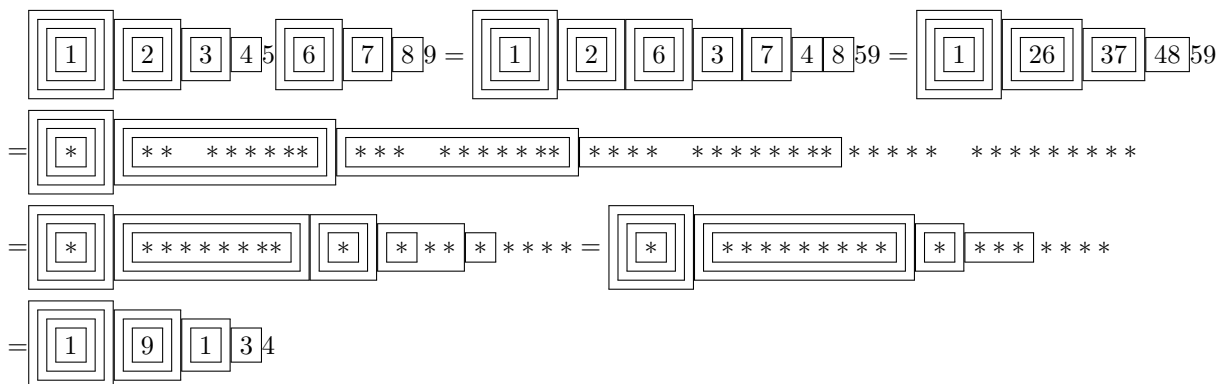 1 2 3 4 5 6 7 8 9 = 1 2 6 3 7 4 8 59 = 1 26 37 48 59
= * ** ****** *** ******* **** ******** ***** *********
= * ******** * * ** * **** = * ********* * *** ****
= 1 9 1 3 4